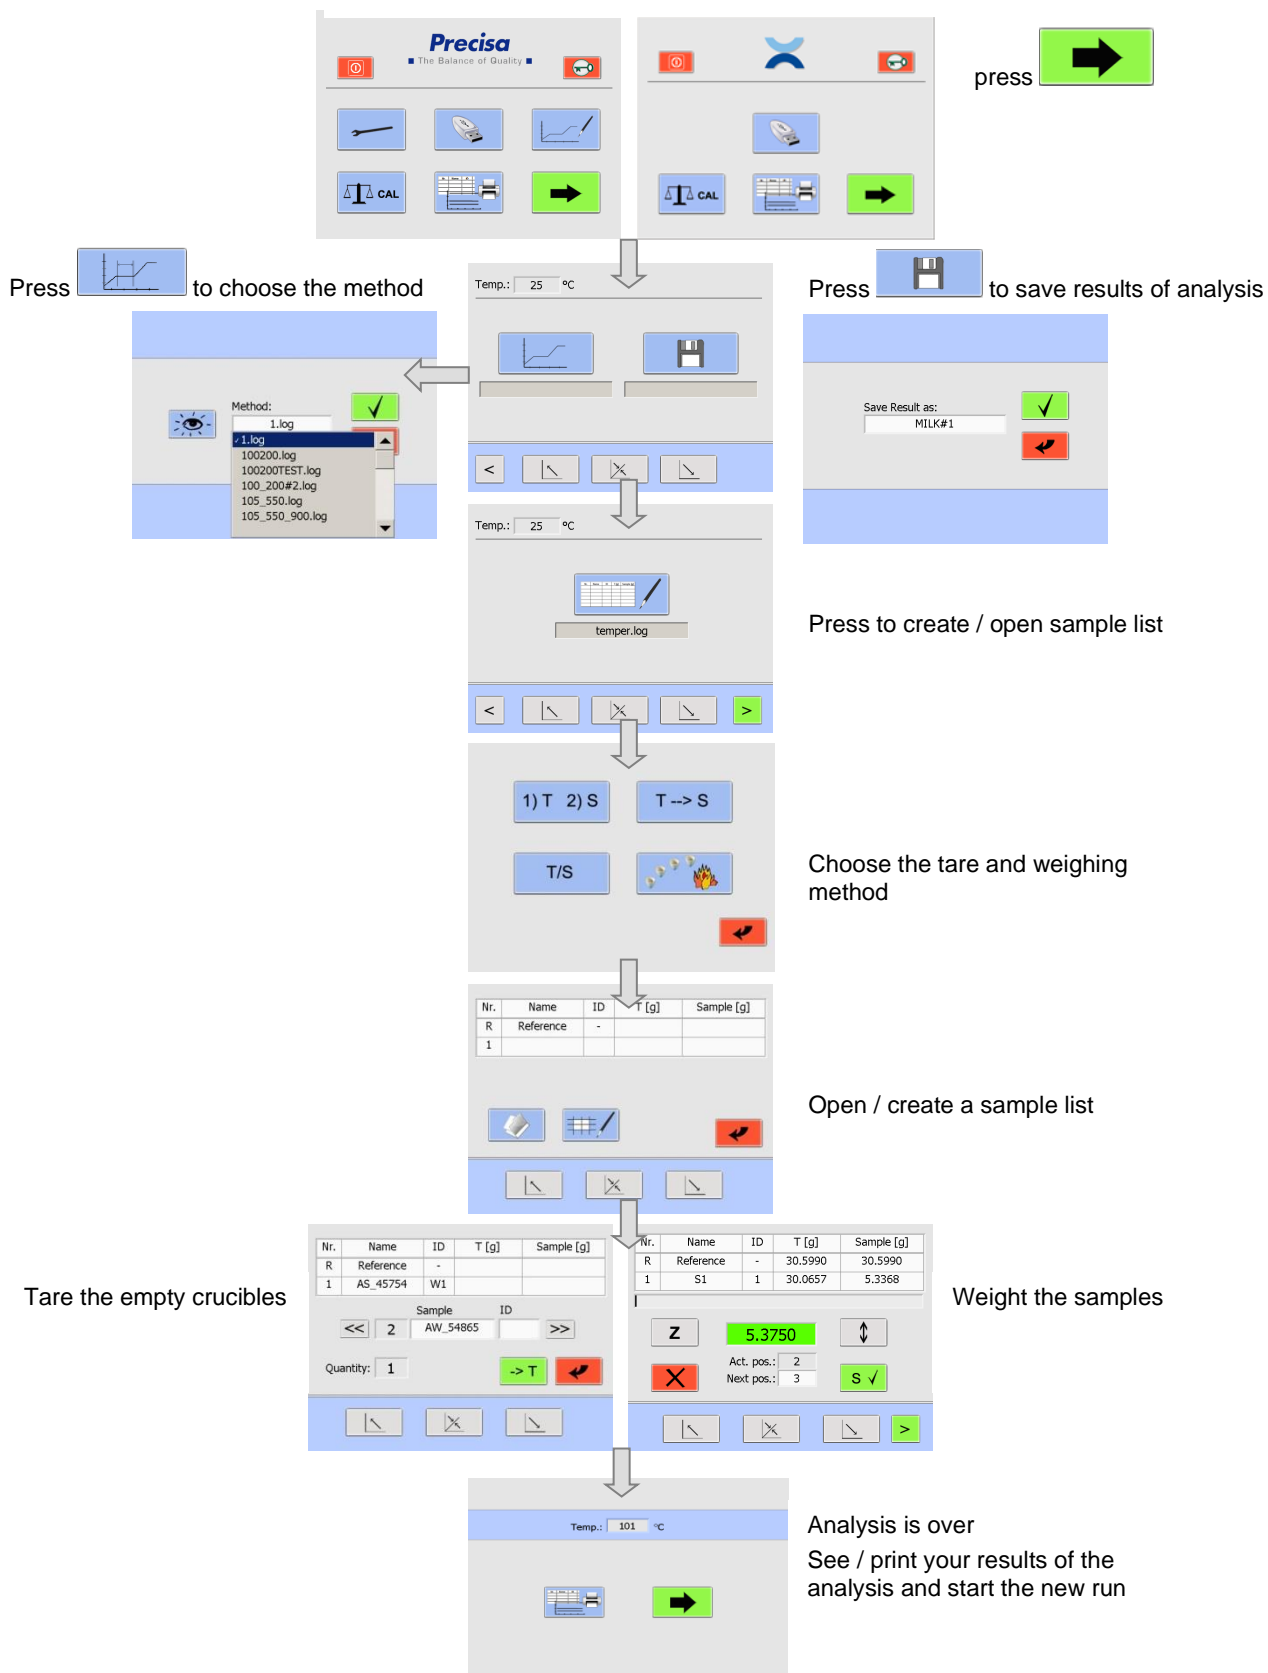 Precisa
The Balance of Quality
CAL
CAL
press
Press to choose the method
Temp.: 25 °C
Press to save results of analysis
Method:
1.log
1.log
100200.log
100200TEST.log
100_200#2.log
105_550.log
105_550_900.log
Save Result as:
MILK#1
<
Temp.: 25 °C
temper.log
Press to create / open sample list
< >
1) T 2) S T --> S
T/S
Choose the tare and weighing
method
Nr. Name ID T [g] Sample [g]
R Reference -
1
Open / create a sample list
Tare the empty crucibles
Nr. Name ID T [g] Sample [g]
R Reference -
1 AS_45754 W1
Sample ID
<< 2 AW_54865 >>
Quantity: 1 -> T
Nr. Name ID T [g] Sample [g]
R Reference - 30.5990 30.5990
1 S1 1 30.0657 5.3368
Z 5.3750
Act. pos.: 2
Next pos.: 3
S
>
Weight the samples
Temp.: 101 °C
Analysis is over
See / print your results of the
analysis and start the new run